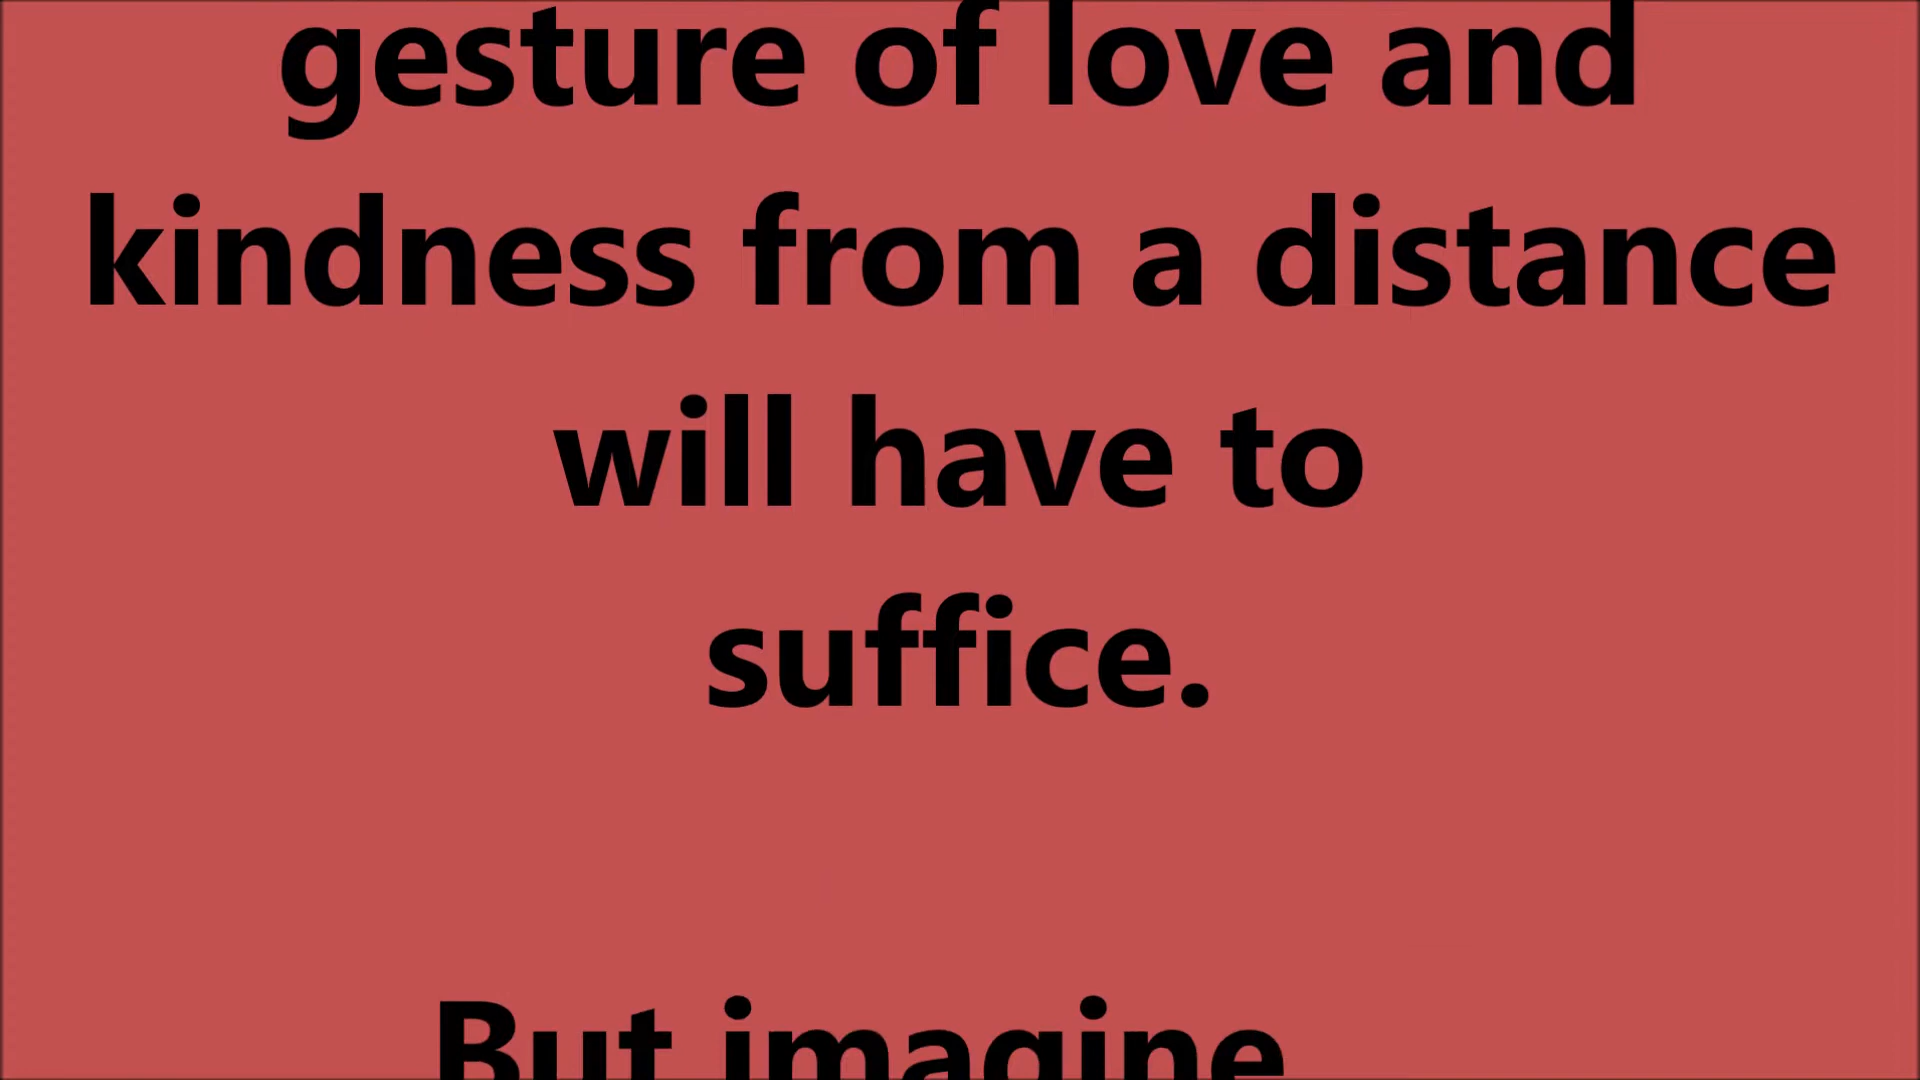 gesture of love and
kindness from a distance
will have to
suffice.
But imagine